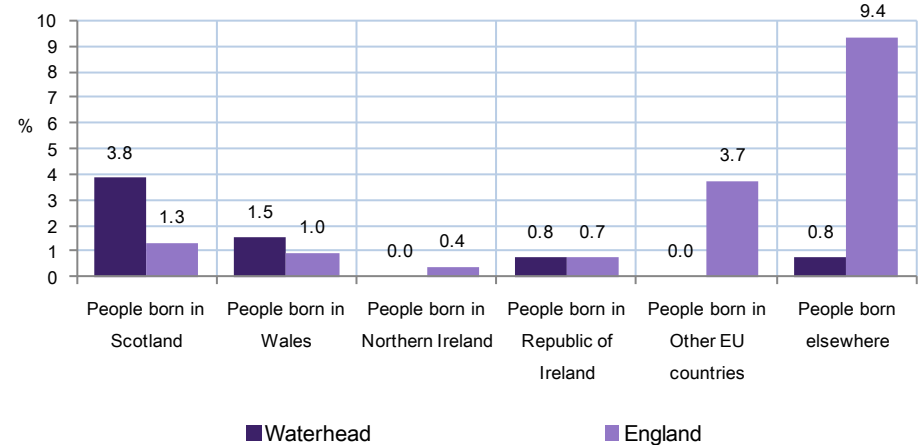 10
9
8
7
6
5
4
3
2
1
0
%
3.8
1.3
1.5
1.0
0.0
0.4
0.8
0.7
0.0
3.7
0.8
9.4
People born in
Scotland
People born in
Wales
People born in
Northern Ireland
People born in
Republic of
Ireland
People born in
Other EU
countries
People born
elsewhere
Waterhead
England